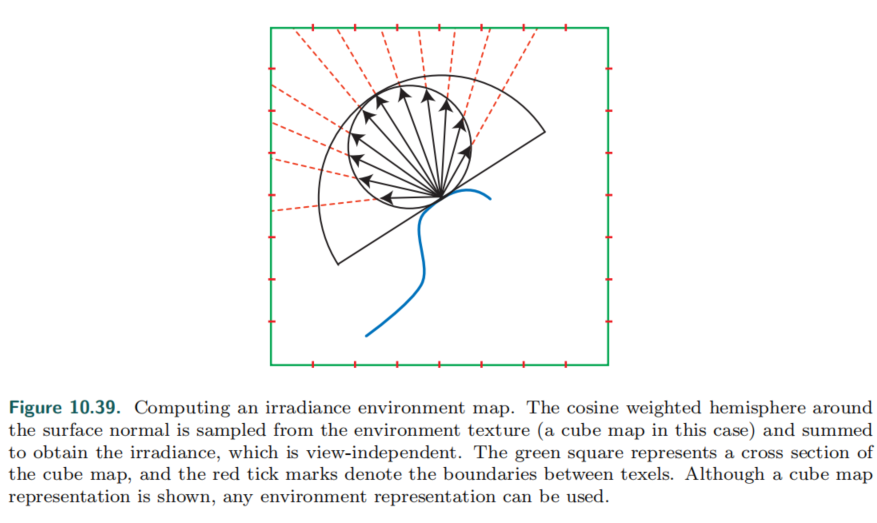 Figure 10.39. Computing an irradiance environment map. The cosine weighted hemisphere around
the surface normal is sampled from the environment texture (a cube map in this case) and summed
to obtain the irradiance, which is view-independent. The green square represents a cross section of
the cube map, and the red tick marks denote the boundaries between texels. Although a cube map
representation is shown, any environment representation can be used.